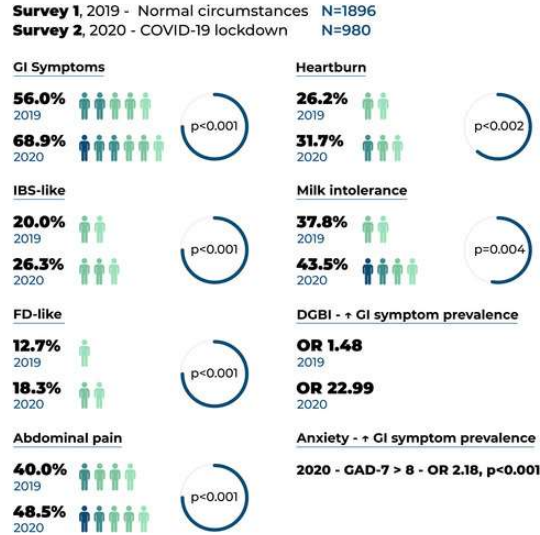 Survey 1, 2019 - Normal circumstances N=1896
Survey 2, 2020 - COVID-19 lockdown N=980
GI Symptoms
56.0%
2019
68.9%
2020
p<0.001
IBS-like
20.0%
2019
26.3%
2020
p<0.001
FD-like
12.7%
2019
18.3%
2020
p<0.001
Abdominal pain
40.0%
2019
48.5%
2020
p<0.001
Heartburn
26.2%
2019
31.7%
2020
p<0.002
Milk intolerance
37.8%
2019
43.5%
2020
p=0.004
DGBI - ↑ GI symptom prevalence
OR 1.48
2019
OR 22.99
2020
Anxiety - ↑ GI symptom prevalence
2020 - GAD-7 > 8 - OR 2.18, p<0.001